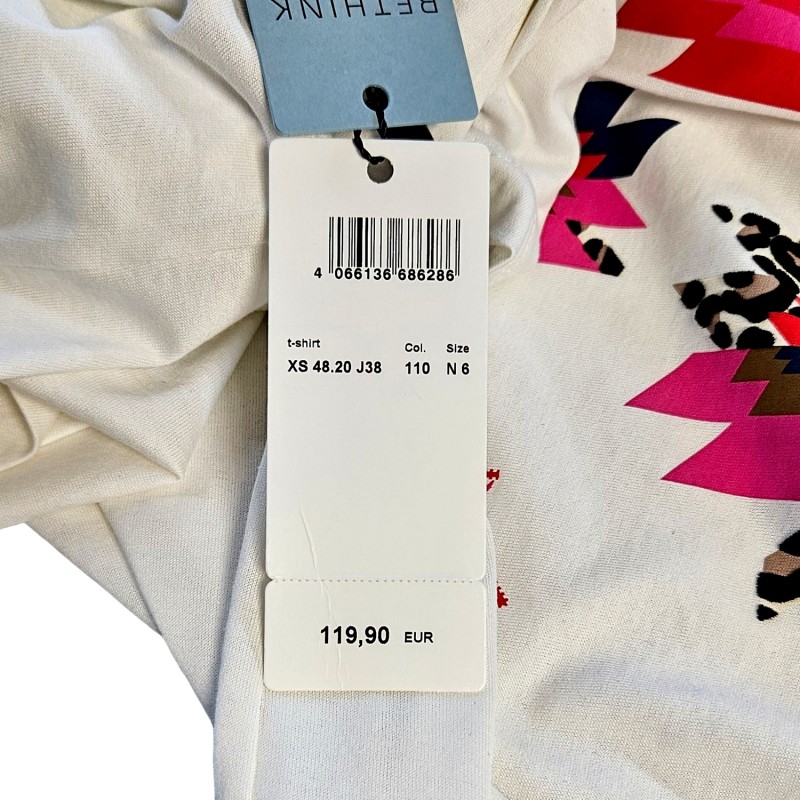 RETHINK
4 066136 686286
t-shirt Col. Size
XS 48.20 J38 110 N 6
119,90 EUR